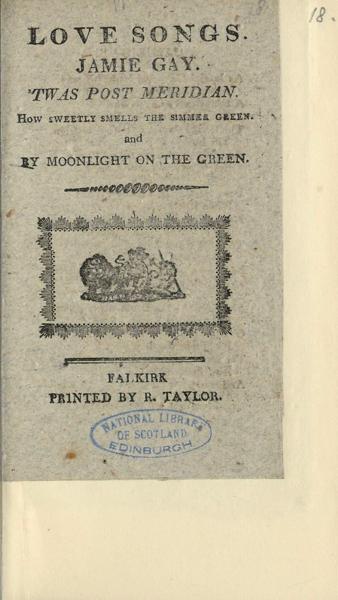 18.
LOVE SONGS.
JAMIE GAY.
'TWAS POST MERIDIAN.
HOW SWEETLY SMELLS THE SIMMER GREEN.
and
BY MOONLIGHT ON THE GREEN.
FALKIRK
PRINTED BY R. TAYLOR.
NATIONAL LIBRARY
OF SCOTLAND
EDINBURGH